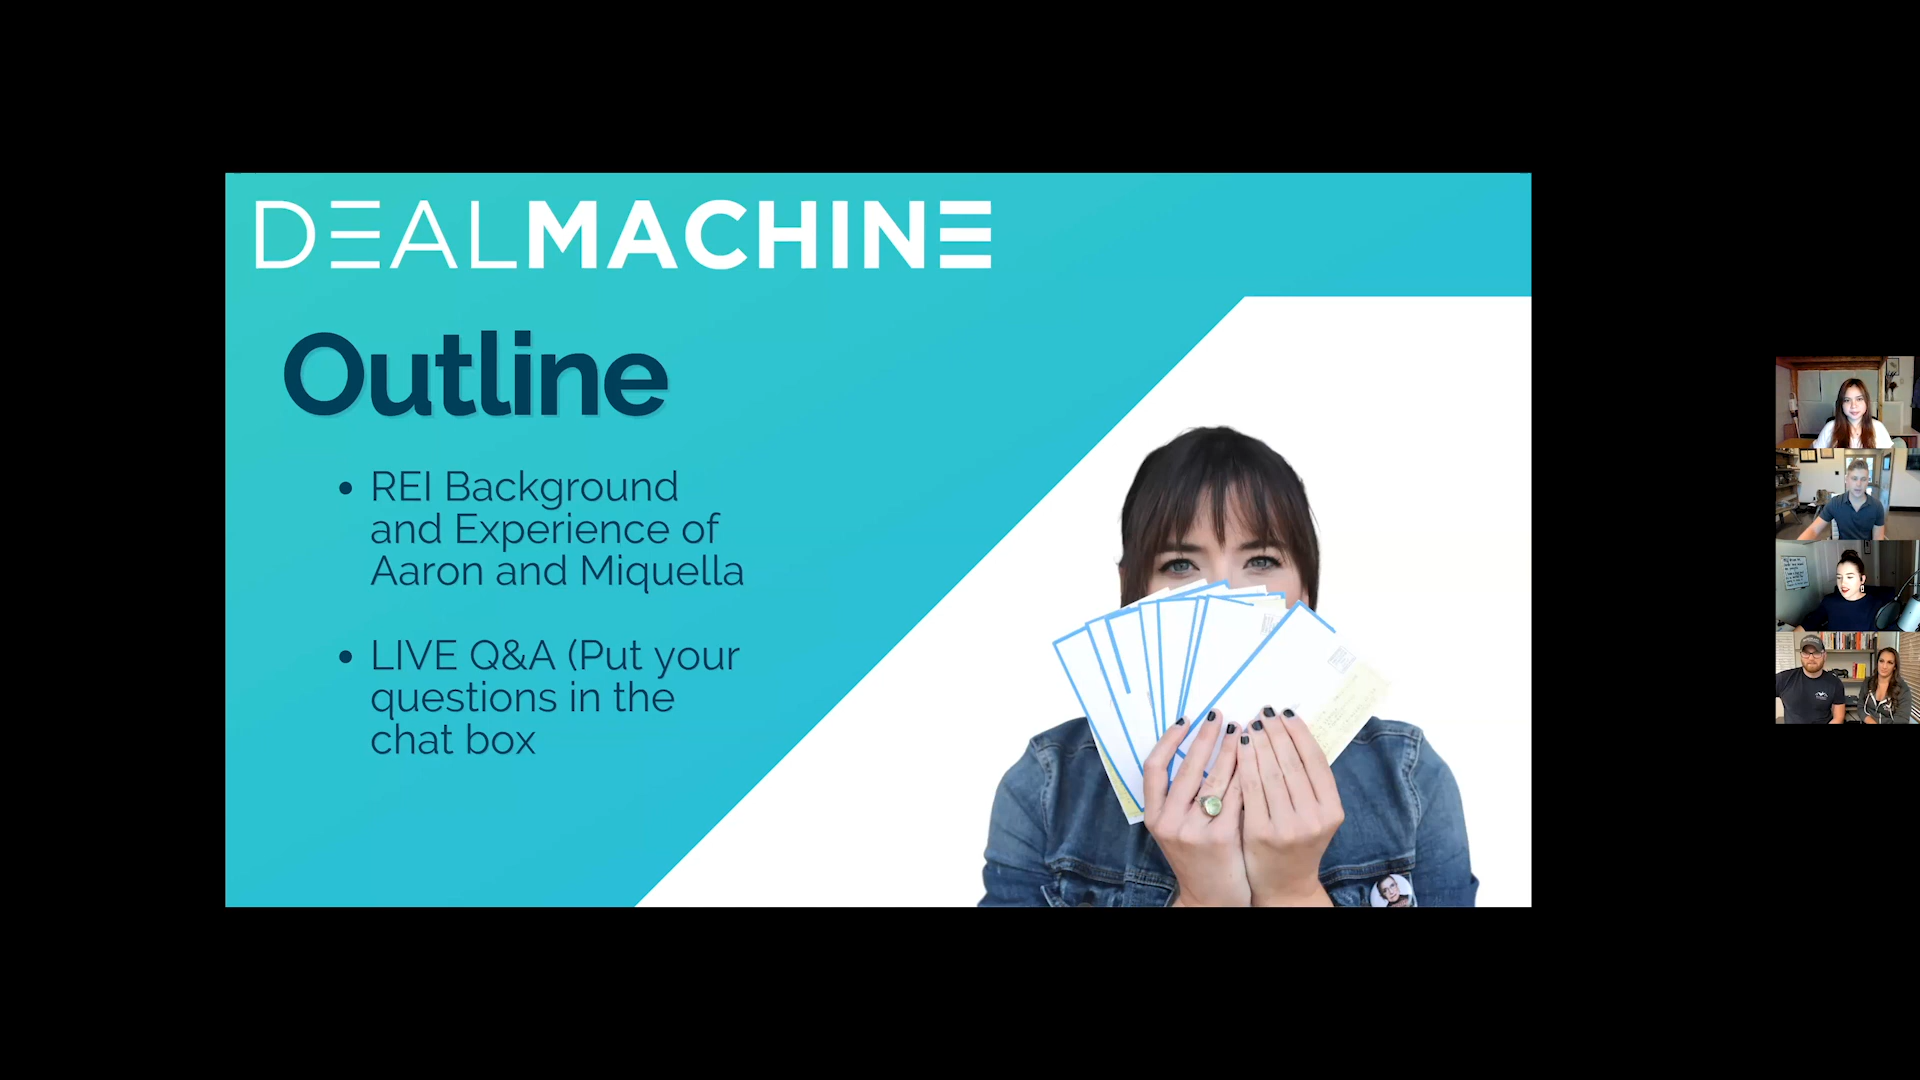 DEALMACHINE
Outline
• REI Background
and Experience of
Aaron and Miquella
• LIVE Q&A (Put your
questions in the
chat box